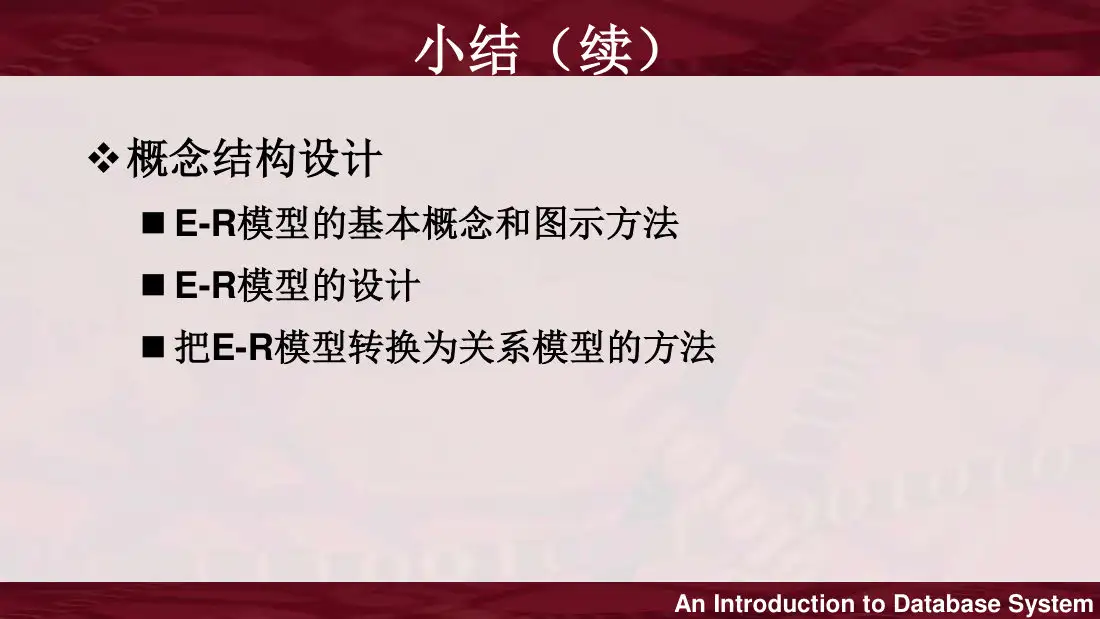 小结（续）
概念结构设计
E-R模型的基本概念和图示方法
E-R模型的设计
把E-R模型转换为关系模型的方法
An Introduction to Database System